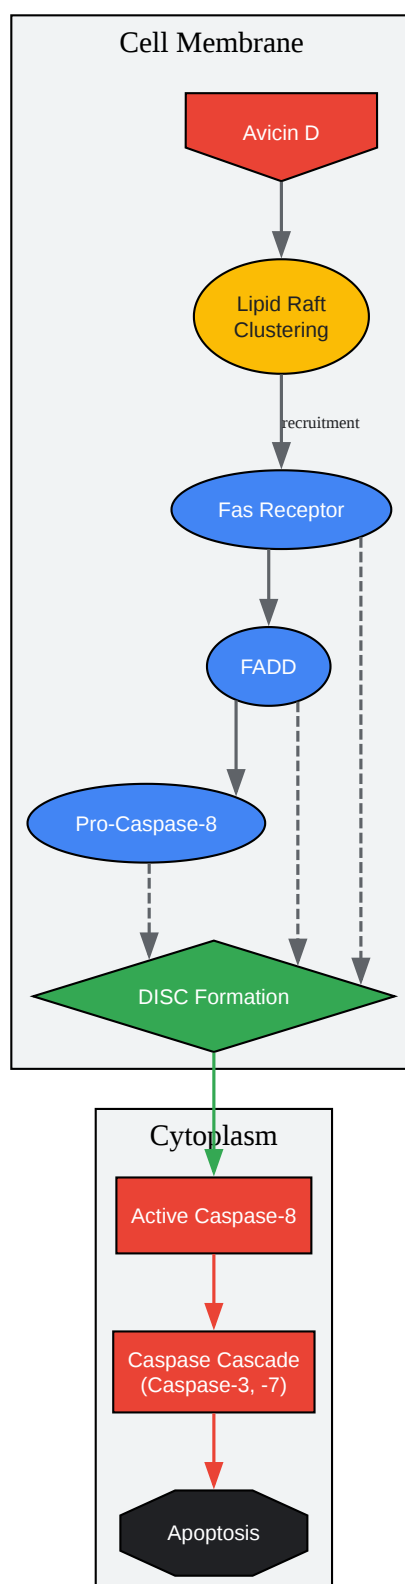 Cell Membrane
Avicin D
Lipid Raft
Clustering
recruitment
Fas Receptor
FADD
Pro-Caspase-8
DISC Formation
Cytoplasm
Active Caspase-8
Caspase Cascade
(Caspase-3, -7)
Apoptosis